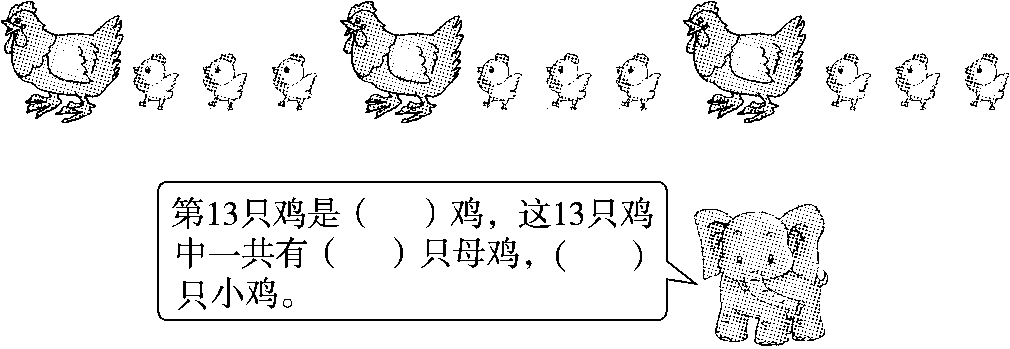 第13只鸡是（　）鸡，这13只鸡
中一共有（　）只母鸡，（　）
只小鸡。